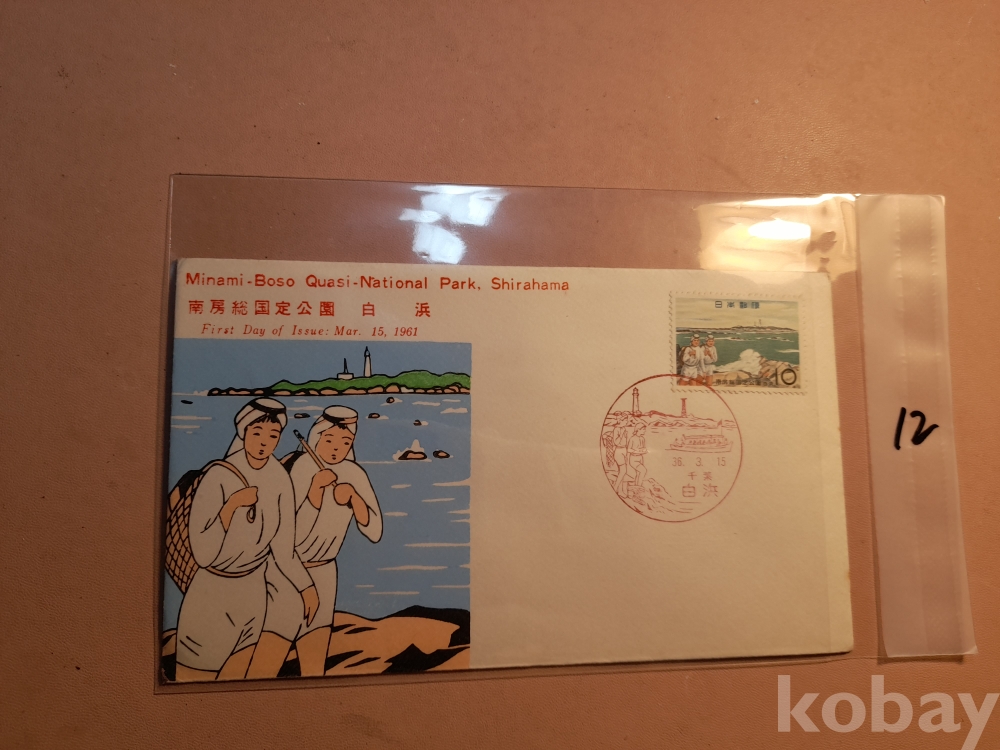 Minami-Boso Quasi-National Park, Shirahama
南房総国定公園 白 浜
First Day of Issue: Mar. 15, 1961
日本郵便
10
36. 3. 15
千葉
白浜
12
kobay